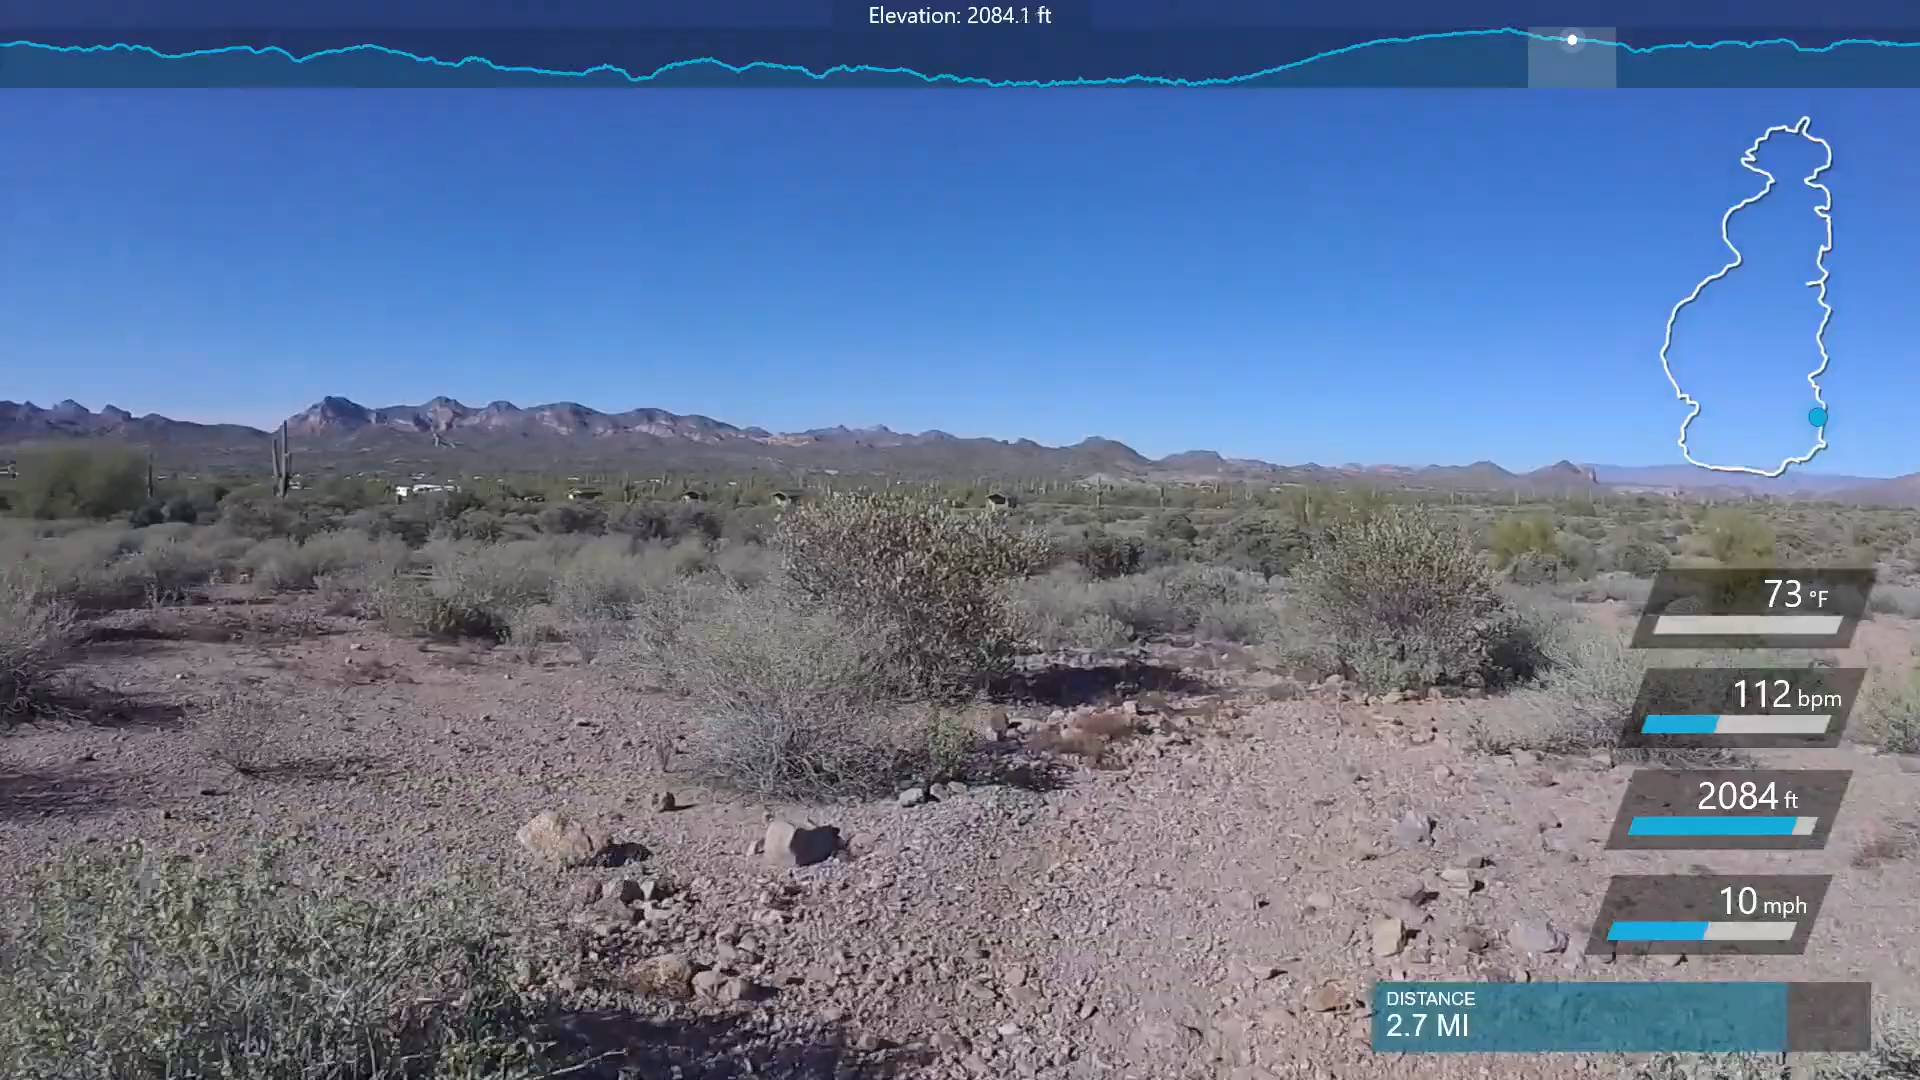 Elevation: 2084.1 ft
73 °F
112 bpm
2084 ft
10 mph
DISTANCE
2.7 MI